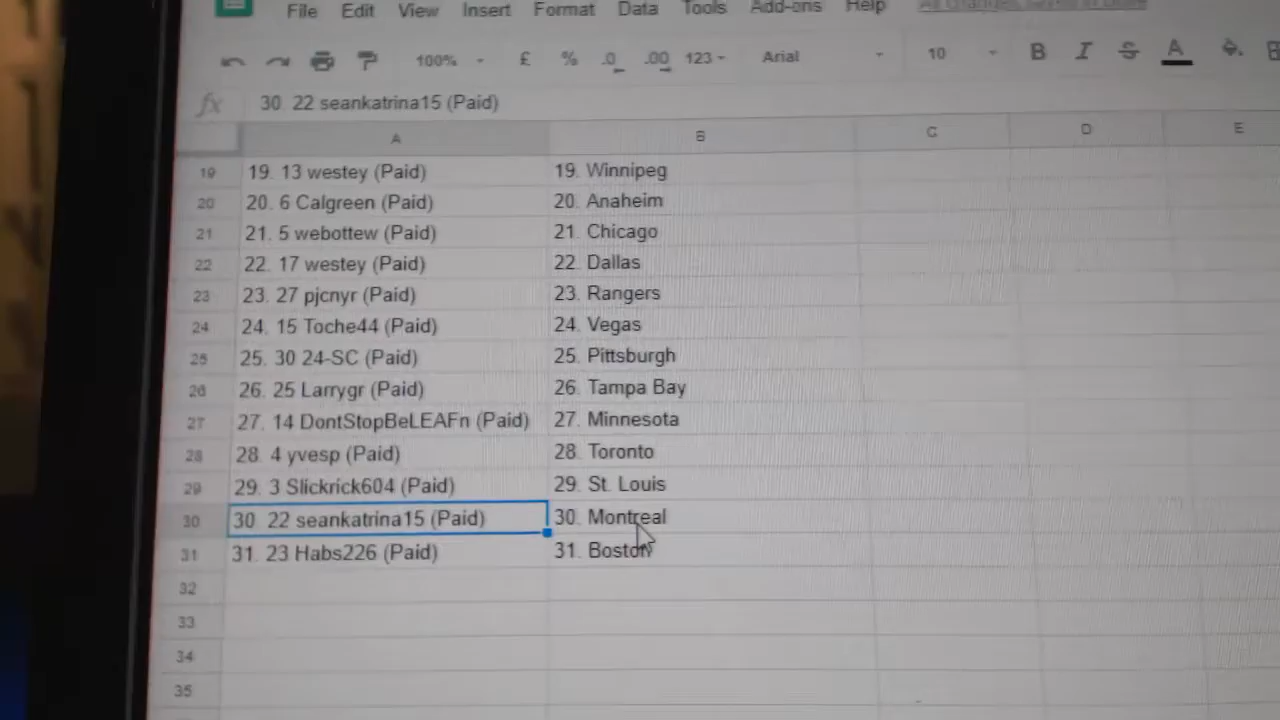 File Edit View Insert Format Data Tools Add-ons Help
100% £ % .0 .00 123 Arial 10 B I S A
fx 30 22 seankatrina15 (Paid)
A B C D E
19 19. 13 westey (Paid) 19. Winnipeg
20 20. 6 Calgreen (Paid) 20. Anaheim
21 21. 5 webottew (Paid) 21. Chicago
22 22. 17 westey (Paid) 22. Dallas
23 23. 27 pjcnyr (Paid) 23. Rangers
24 24. 15 Toche44 (Paid) 24. Vegas
25 25. 30 24-SC (Paid) 25. Pittsburgh
26 26. 25 Larrygr (Paid) 26. Tampa Bay
27 27. 14 DontStopBeLEAFn (Paid) 27. Minnesota
28 28. 4 yvesp (Paid) 28. Toronto
29 29. 3 Slickrick604 (Paid) 29. St. Louis
30 30 22 seankatrina15 (Paid) 30. Montreal
31 31. 23 Habs226 (Paid) 31. Boston
32
33
34
35